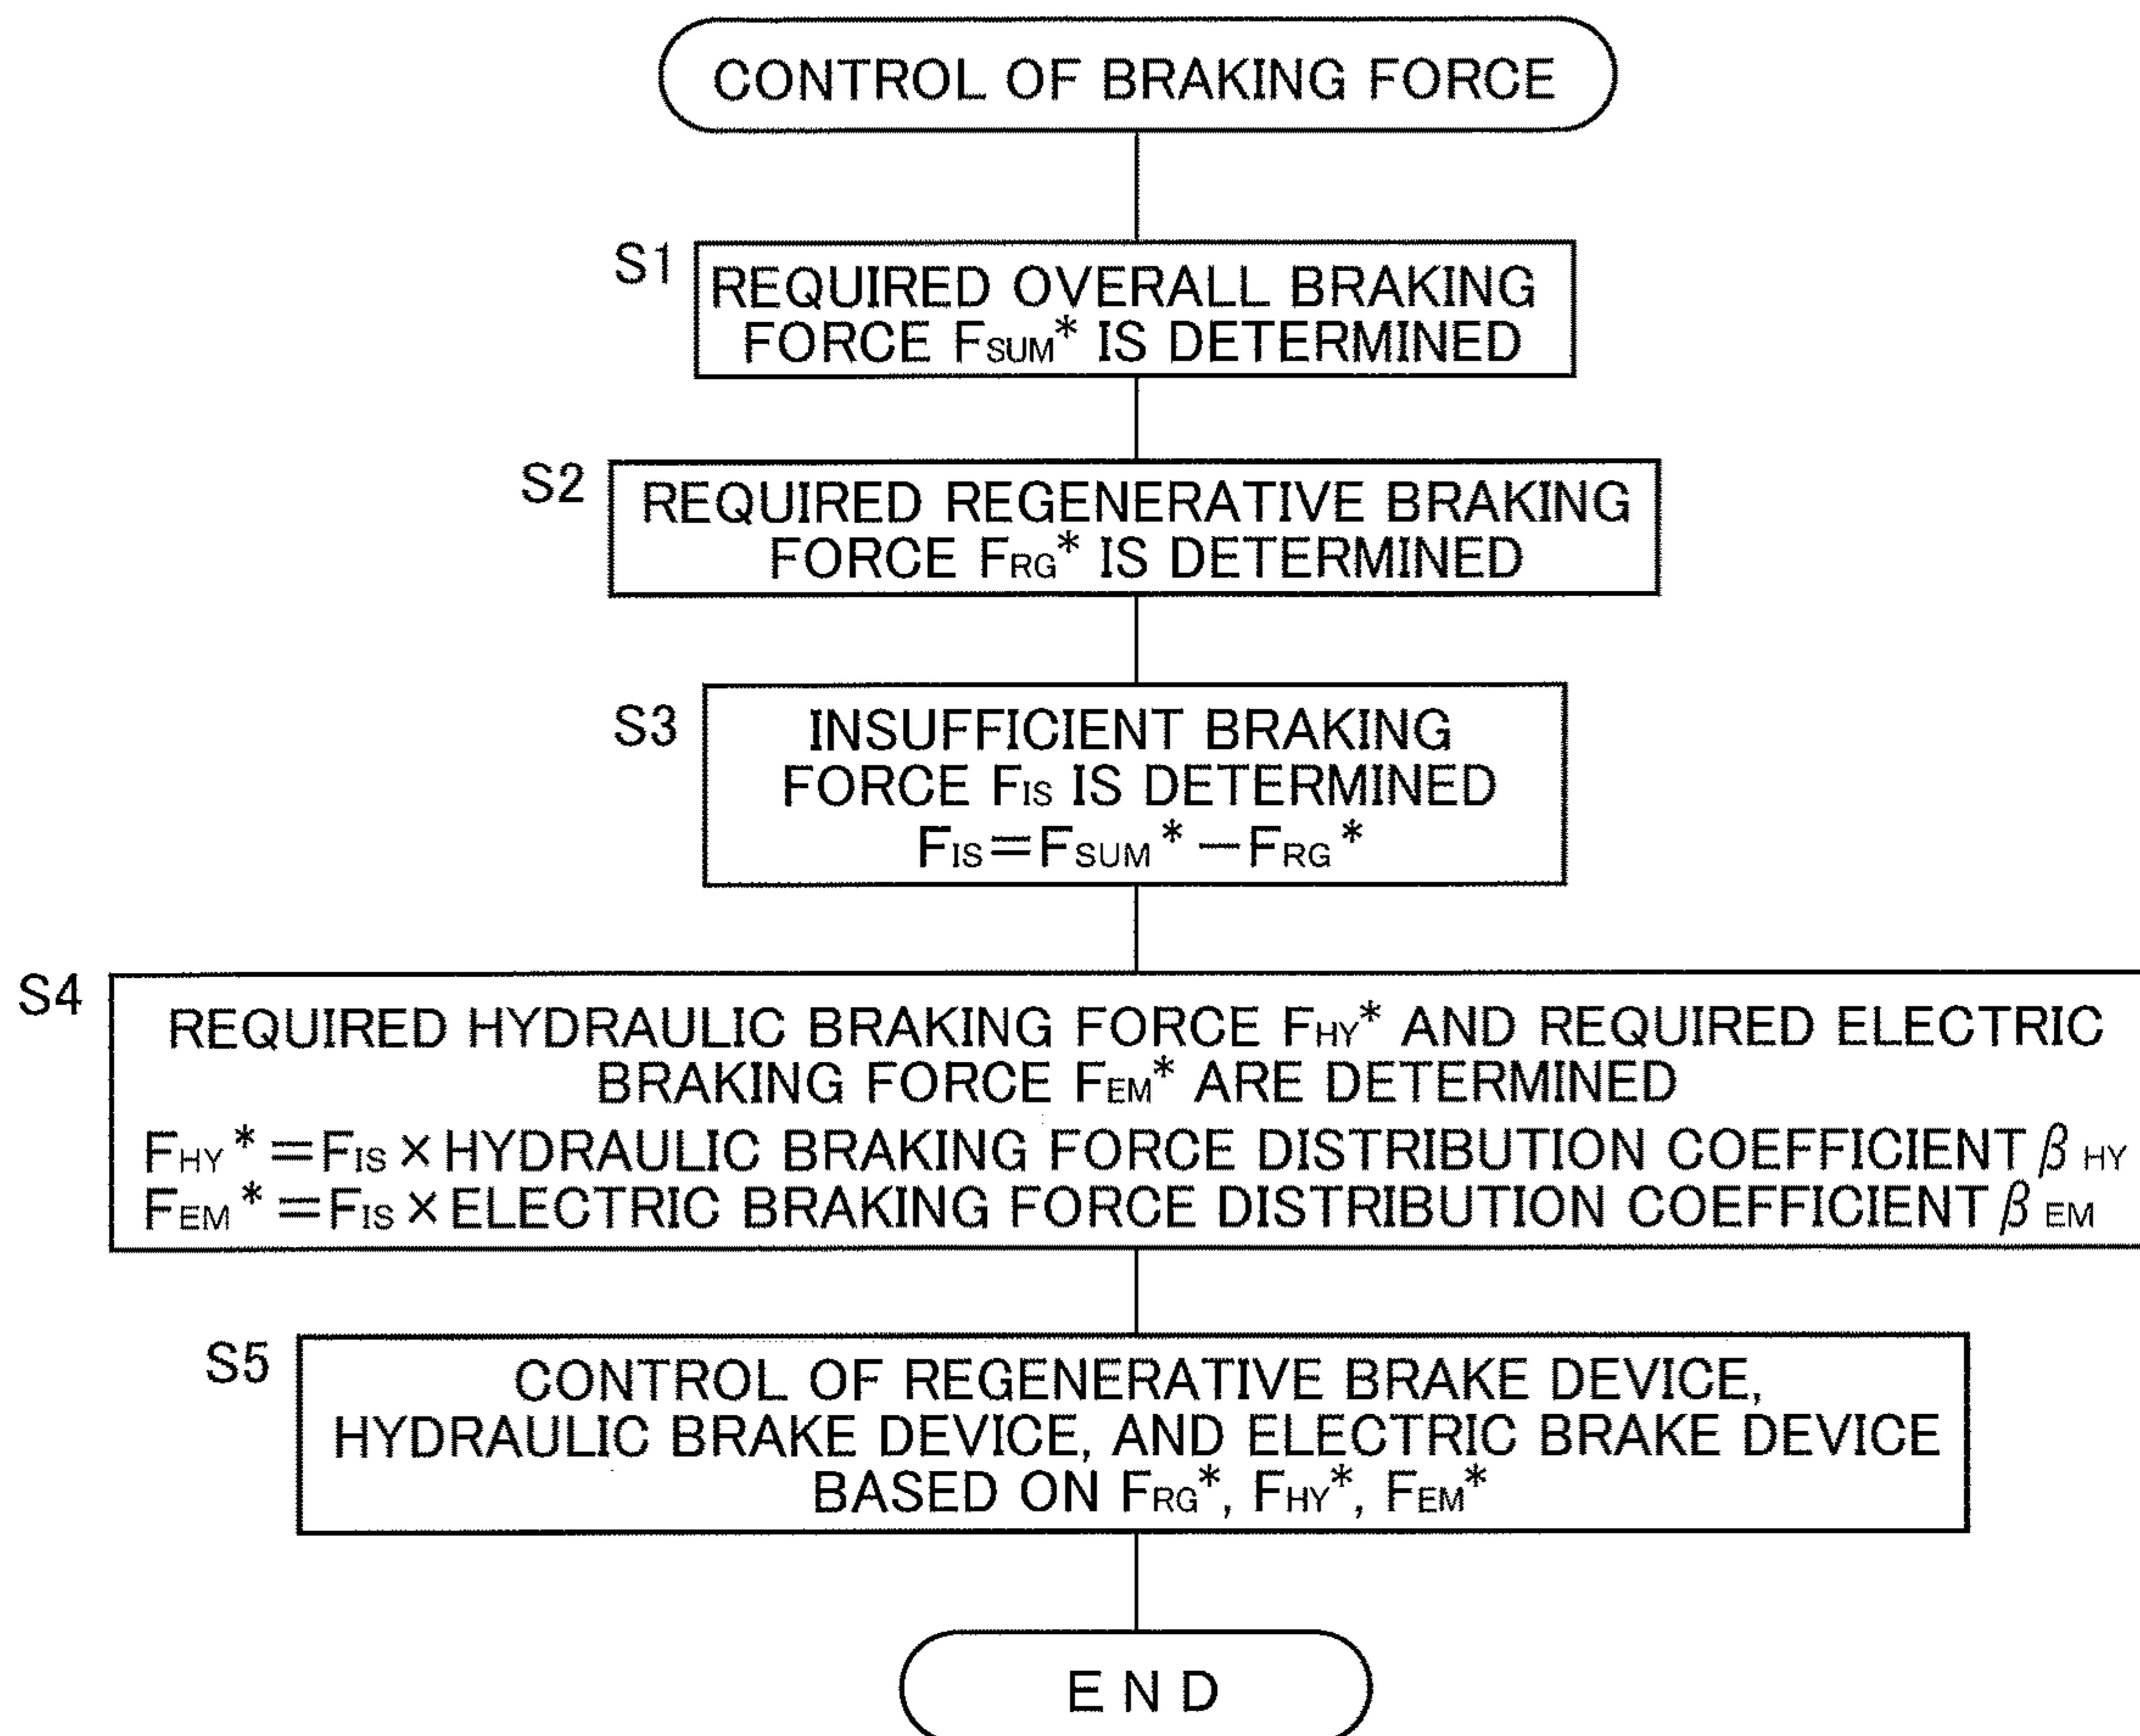 CONTROL OF BRAKING FORCE
S1
REQUIRED OVERALL BRAKING
FORCE FSUM* IS DETERMINED
S2
REQUIRED REGENERATIVE BRAKING
FORCE FRG* IS DETERMINED
S3
INSUFFICIENT BRAKING
FORCE FIS IS DETERMINED
FIS=FSUM*-FRG*
S4
REQUIRED HYDRAULIC BRAKING FORCE FHY* AND REQUIRED ELECTRIC
BRAKING FORCE FEM* ARE DETERMINED
FHY*=FIS×HYDRAULIC BRAKING FORCE DISTRIBUTION COEFFICIENT β HY
FEM*=FIS×ELECTRIC BRAKING FORCE DISTRIBUTION COEFFICIENT β EM
S5
CONTROL OF REGENERATIVE BRAKE DEVICE,
HYDRAULIC BRAKE DEVICE, AND ELECTRIC BRAKE DEVICE
BASED ON FRG*, FHY*, FEM*
END